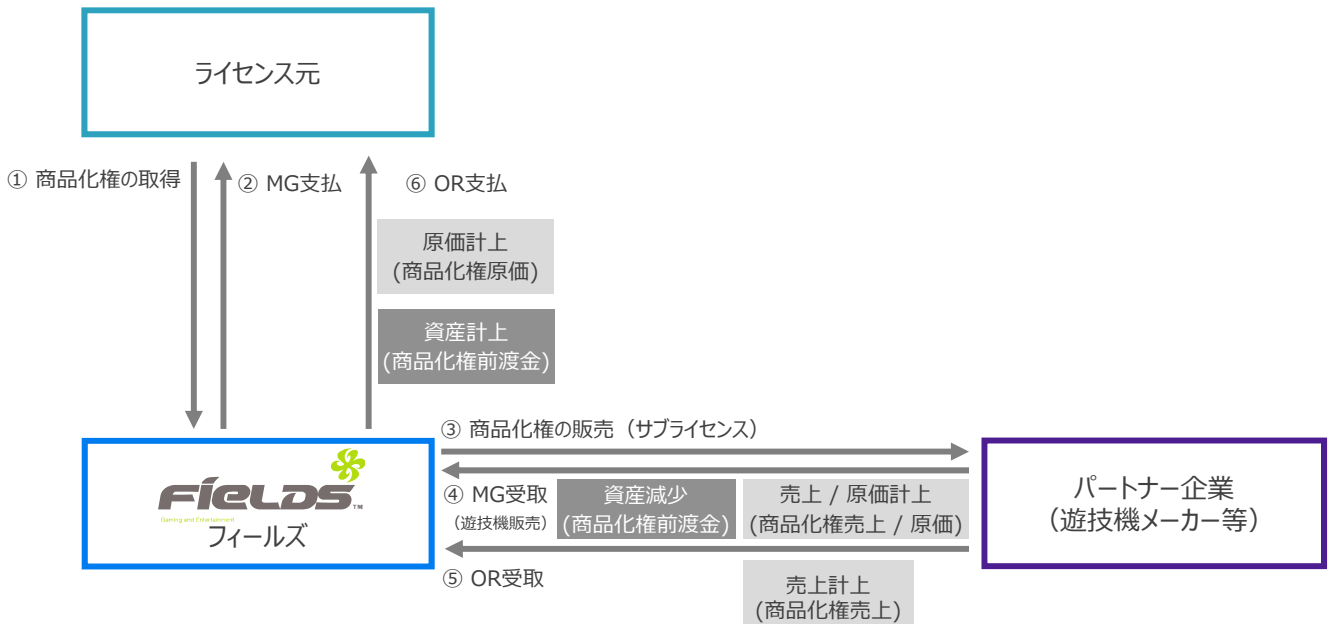 ライセンス元
① 商品化権の取得
② MG支払
⑥ OR支払
原価計上
(商品化権原価)
資産計上
(商品化権前渡金)
③ 商品化権の販売（サブライセンス）
FIELDS™
Gaming and Entertainment
フィールズ
④ MG受取
（遊技機販売）
資産減少
(商品化権前渡金)
売上 / 原価計上
(商品化権売上 / 原価)
パートナー企業
（遊技機メーカー等）
⑤ OR受取
売上計上
(商品化権売上)